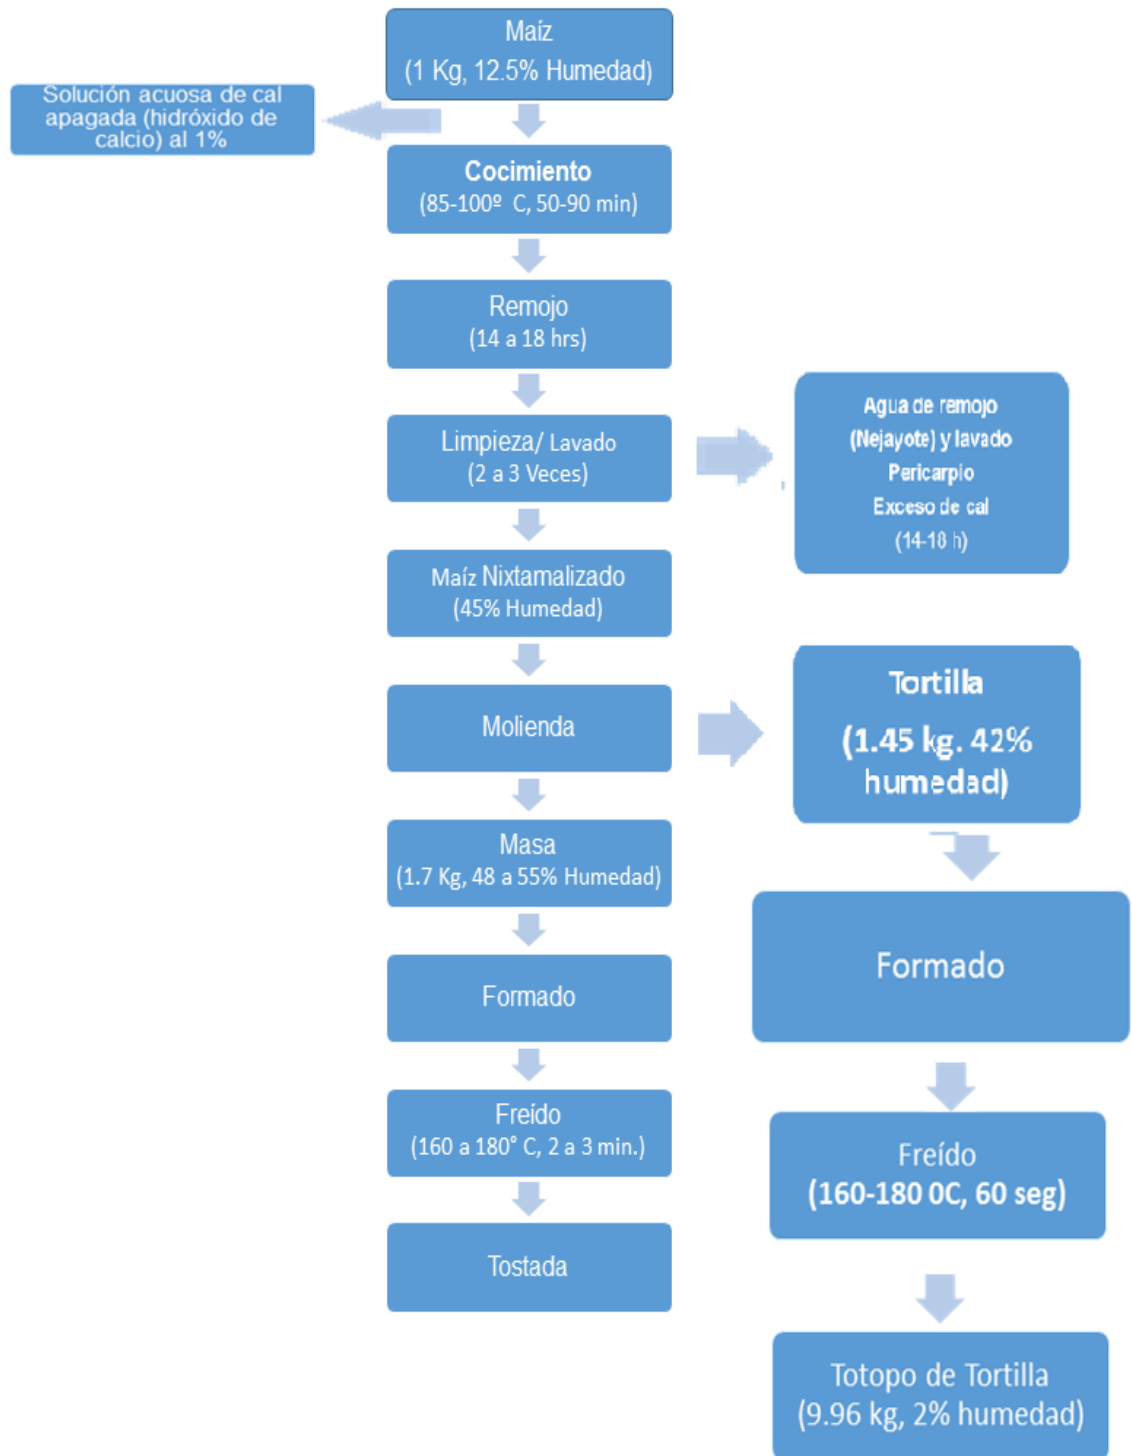 Maíz
(1 Kg, 12.5% Humedad)
Solución acuosa de cal
apagada (hidróxido de
calcio) al 1%
Cocimiento
(85-100º C, 50-90 min)
Remojo
(14 a 18 hrs)
Limpieza/ Lavado
(2 a 3 Veces)
Agua de remojo
(Nejayote) y lavado
Pericarpio
Exceso de cal
(14-18 h)
Maíz Nixtamalizado
(45% Humedad)
Molienda
Tortilla
(1.45 kg. 42%
humedad)
Masa
(1.7 Kg, 48 a 55% Humedad)
Formado
Formado
Freído
(160 a 180° C, 2 a 3 min.)
Freído
(160-180 0C, 60 seg)
Tostada
Totopo de Tortilla
(9.96 kg, 2% humedad)